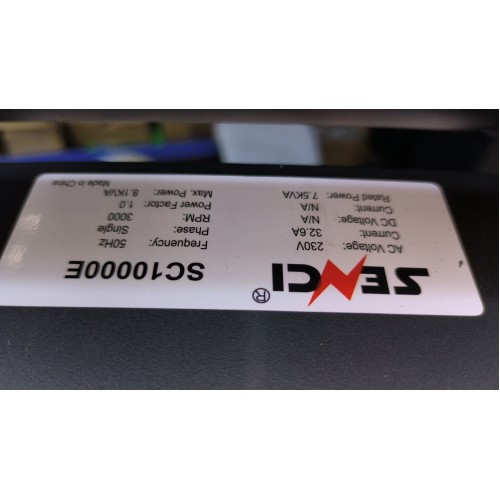 SENCI® SC10000E
AC Voltage: 230V Frequency: 50Hz
Current: 32.6A Phase: Single
DC Voltage: N/A RPM: 3000
Current: N/A Power Factor: 1.0
Rated Power: 7.5KVA Max. Power: 8.1KVA
Made in China